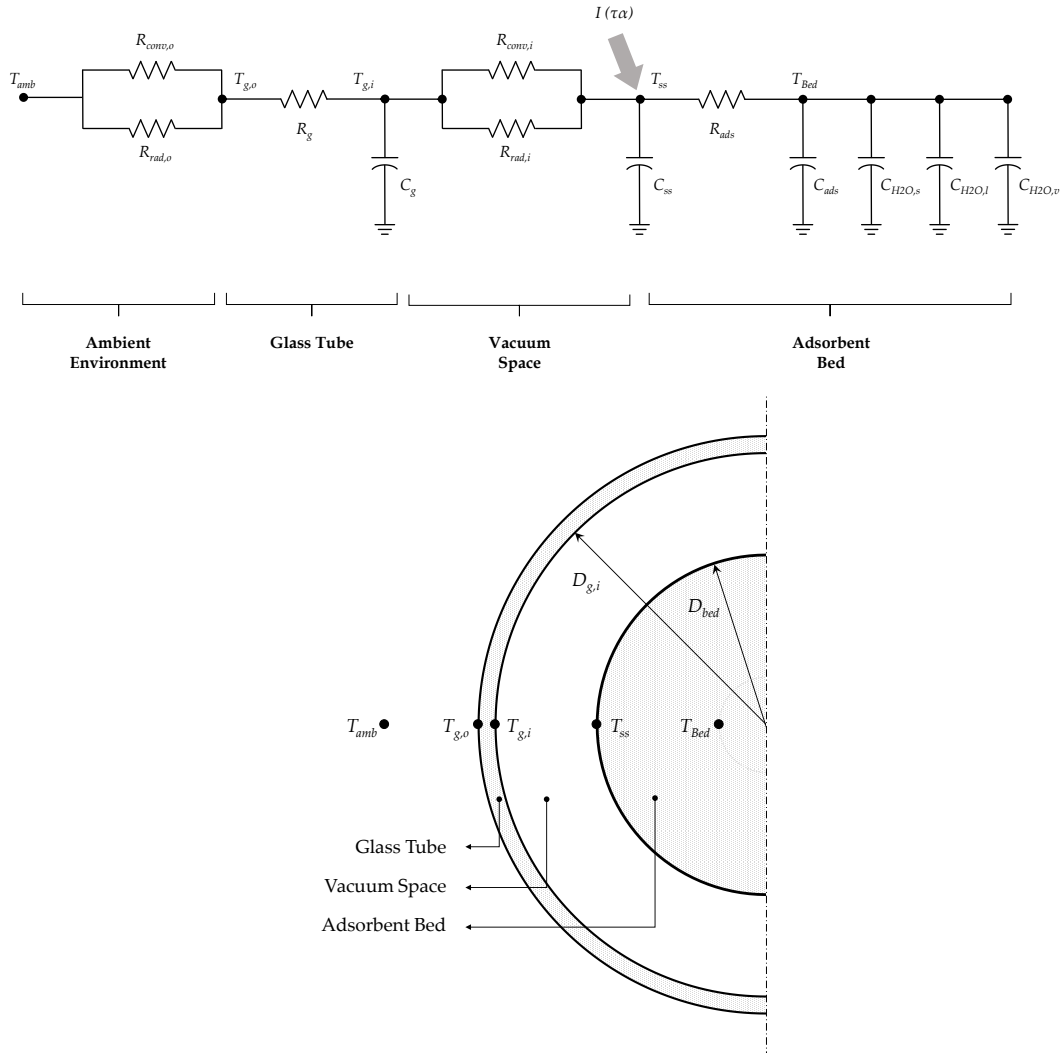 I (τα)
R_conv,o
R_conv,i
T_amb
T_g,o
T_g,i
T_ss
T_Bed
R_g
R_ads
R_rad,o
R_rad,i
C_g
C_ss
C_ads
C_H2O,s
C_H2O,l
C_H2O,v
Ambient
Environment
Glass Tube
Vacuum
Space
Adsorbent
Bed
D_g,i
D_bed
T_amb
T_g,o
T_g,i
T_ss
T_Bed
Glass Tube
Vacuum Space
Adsorbent Bed